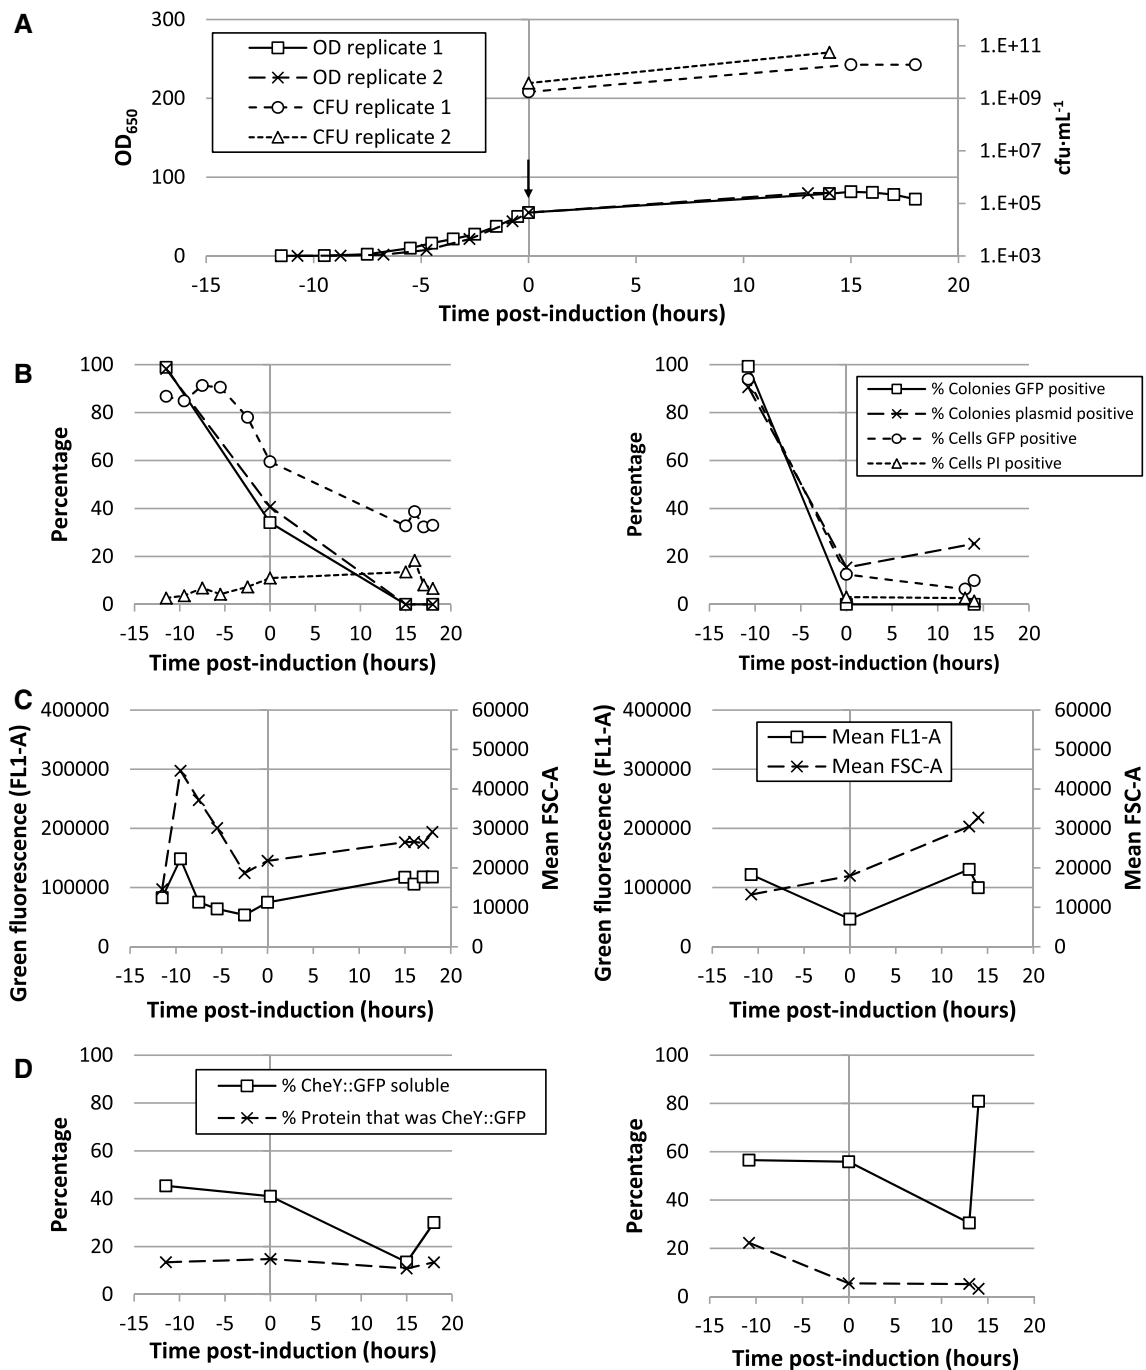 A
300
200
100
0
OD650
OD replicate 1
OD replicate 2
CFU replicate 1
CFU replicate 2
1.E+11
1.E+09
1.E+07
1.E+05
1.E+03
cfu·mL-1
-15 -10 -5 0 5 10 15 20
Time post-induction (hours)
B
100
80
60
40
20
0
Percentage
-15 -10 -5 0 5 10 15 20
Time post-induction (hours)
100
80
60
40
20
0
Percentage
% Colonies GFP positive
% Colonies plasmid positive
% Cells GFP positive
% Cells PI positive
-15 -10 -5 0 5 10 15 20
Time post-induction (hours)
C
400000
300000
200000
100000
0
Green fluorescence (FL1-A)
60000
50000
40000
30000
20000
10000
0
Mean FSC-A
-15 -10 -5 0 5 10 15 20
Time post-induction (hours)
400000
300000
200000
100000
0
Green fluorescence (FL1-A)
Mean FL1-A
Mean FSC-A
60000
50000
40000
30000
20000
10000
0
Mean FSC-A
-15 -10 -5 0 5 10 15 20
Time post-induction (hours)
D
100
80
60
40
20
0
Percentage
% CheY::GFP soluble
% Protein that was CheY::GFP
-15 -10 -5 0 5 10 15 20
Time post-induction (hours)
100
80
60
40
20
0
Percentage
-15 -10 -5 0 5 10 15 20
Time post-induction (hours)